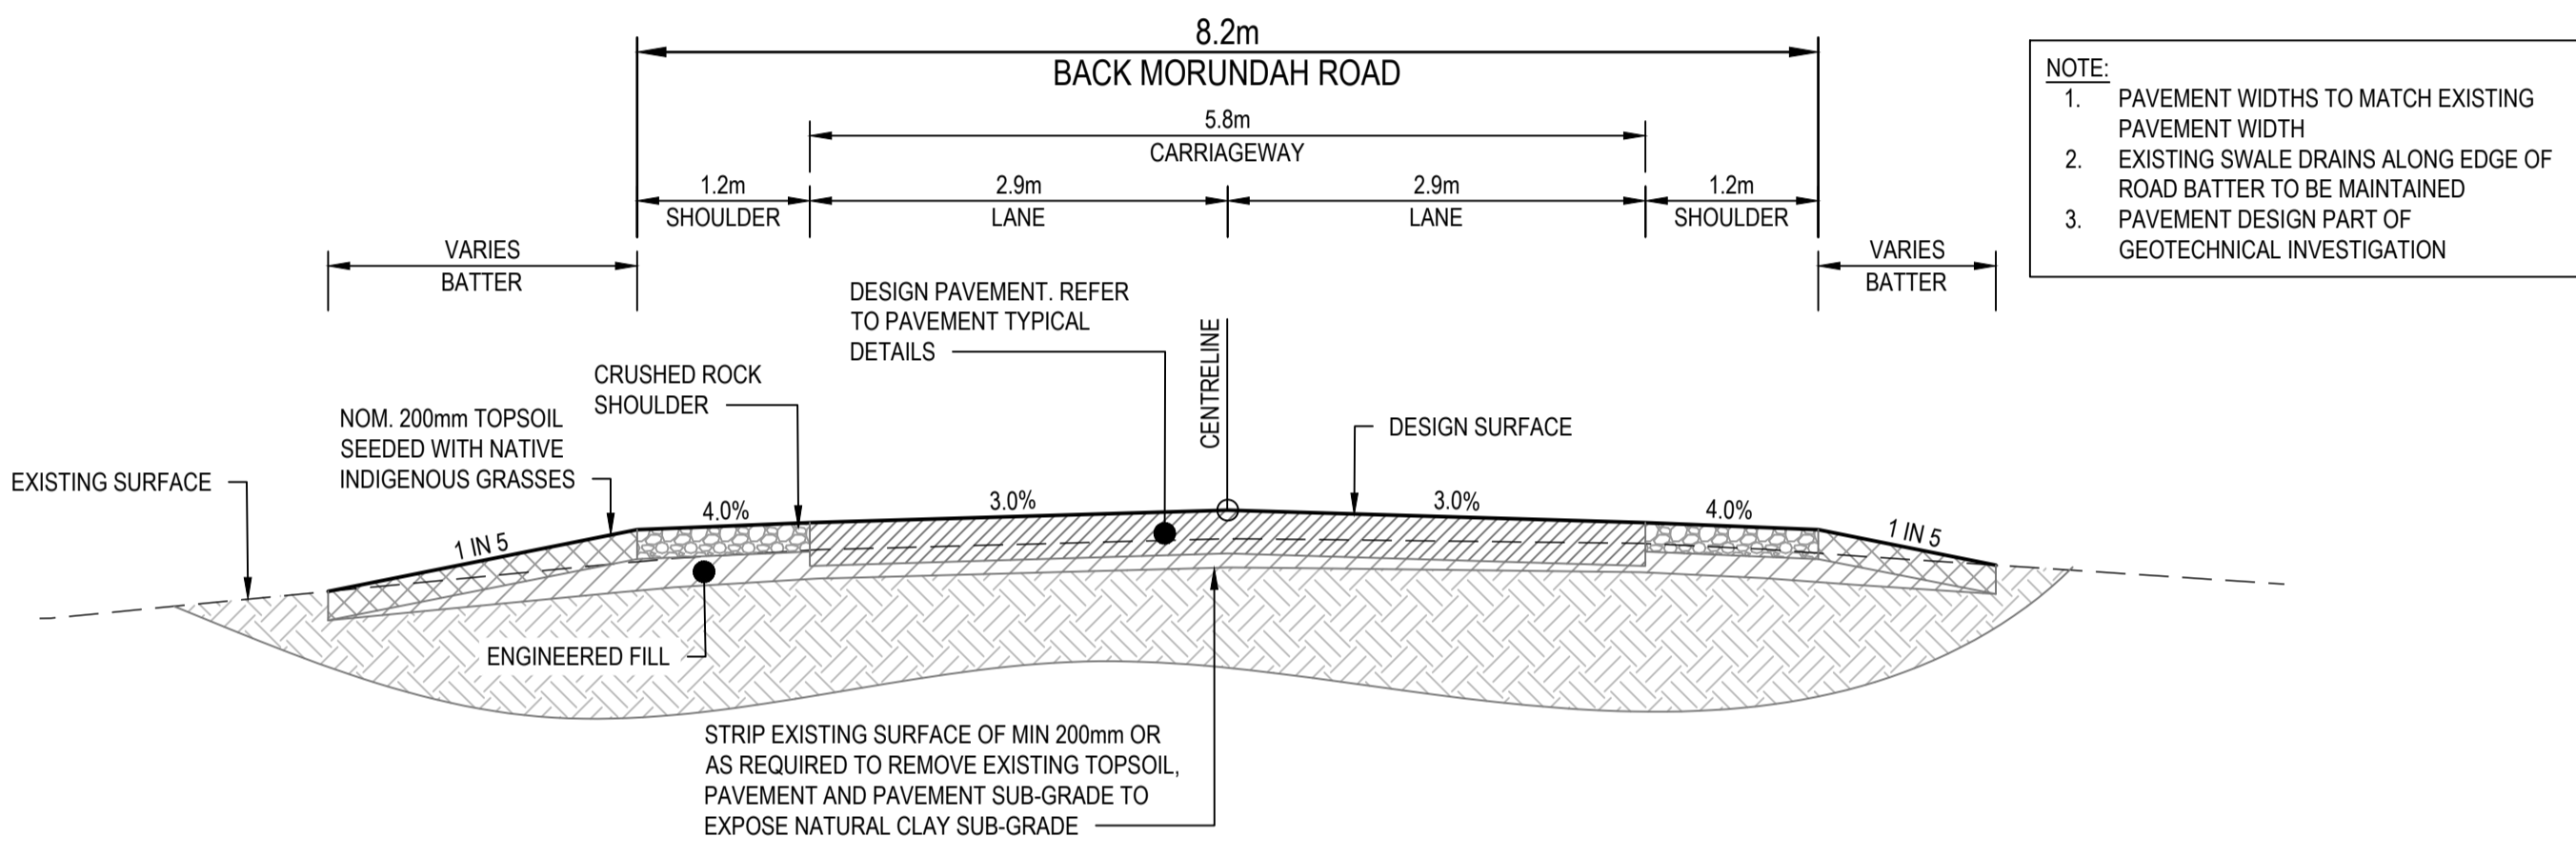 8.2m
BACK MORUNDAH ROAD
5.8m
CARRIAGEWAY
1.2m
SHOULDER
2.9m
LANE
2.9m
LANE
1.2m
SHOULDER
VARIES
BATTER
VARIES
BATTER
NOTE:
1. PAVEMENT WIDTHS TO MATCH EXISTING
PAVEMENT WIDTH
2. EXISTING SWALE DRAINS ALONG EDGE OF
ROAD BATTER TO BE MAINTAINED
3. PAVEMENT DESIGN PART OF
GEOTECHNICAL INVESTIGATION
DESIGN PAVEMENT. REFER
TO PAVEMENT TYPICAL
DETAILS
CENTRELINE
CRUSHED ROCK
SHOULDER
NOM. 200mm TOPSOIL
SEEDED WITH NATIVE
INDIGENOUS GRASSES
DESIGN SURFACE
EXISTING SURFACE
1 IN 5
4.0%
3.0%
3.0%
4.0%
1 IN 5
ENGINEERED FILL
STRIP EXISTING SURFACE OF MIN 200mm OR
AS REQUIRED TO REMOVE EXISTING TOPSOIL,
PAVEMENT AND PAVEMENT SUB-GRADE TO
EXPOSE NATURAL CLAY SUB-GRADE